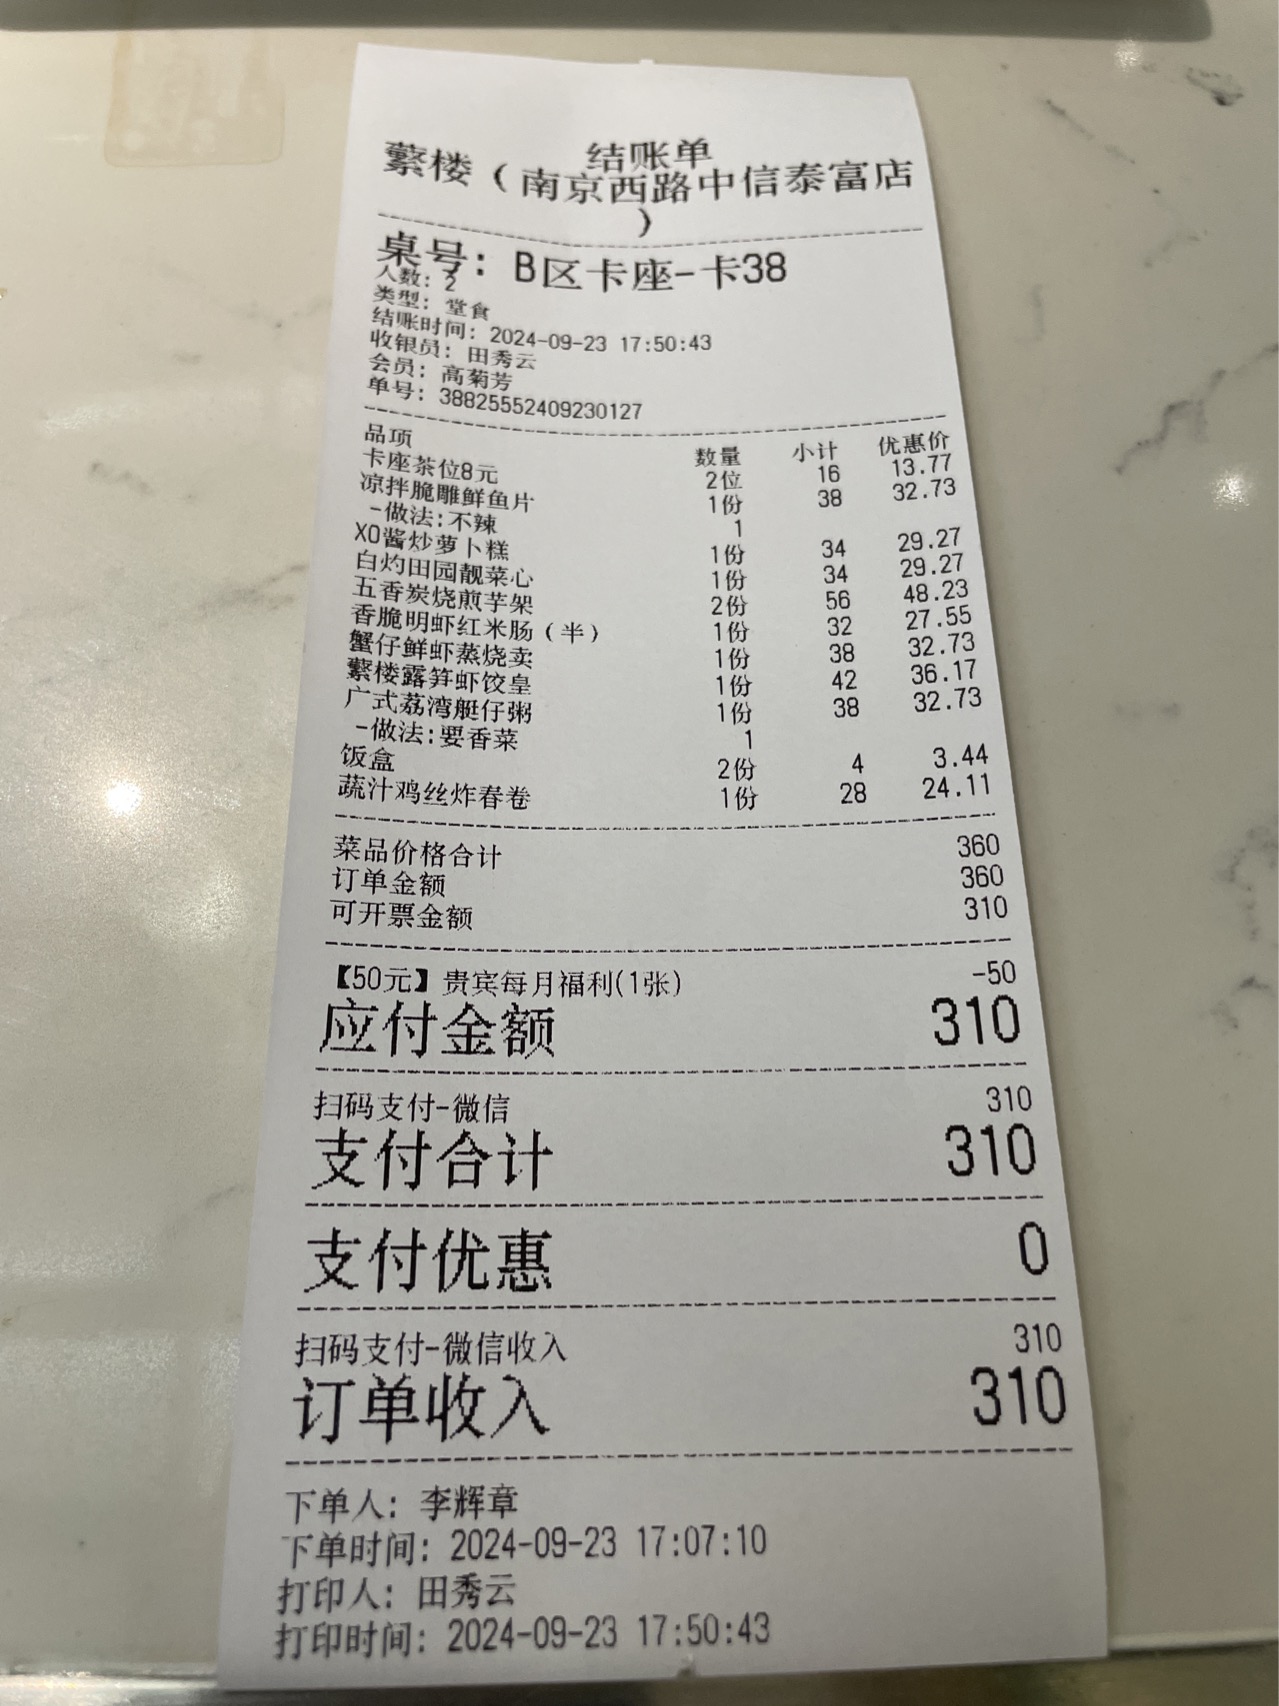 结账单
蘩楼（南京西路中信泰富店
）
桌号：B区卡座-卡38
人数：2
类型：堂食
结账时间：2024-09-23 17:50:43
收银员：田秀云
会员：高菊芳
单号：38825552409230127
品项 数量 小计 优惠价
卡座茶位8元 2位 16 13.77
凉拌脆雕鲜鱼片 1份 38 32.73
-做法:不辣 1
XO酱炒萝卜糕 1份 34 29.27
白灼田园靓菜心 1份 34 29.27
五香炭烧煎芋架 2份 56 48.23
香脆明虾红米肠（半） 1份 32 27.55
蟹仔鲜虾蒸烧卖 1份 38 32.73
蘩楼露笋虾饺皇 1份 42 36.17
广式荔湾艇仔粥 1份 38 32.73
-做法:要香菜 1
饭盒 2份 4 3.44
蔬汁鸡丝炸春卷 1份 28 24.11
菜品价格合计 360
订单金额 360
可开票金额 310
【50元】贵宾每月福利(1张) -50
应付金额 310
扫码支付-微信 310
支付合计 310
支付优惠 0
扫码支付-微信收入 310
订单收入 310
下单人：李辉章
下单时间：2024-09-23 17:07:10
打印人：田秀云
打印时间：2024-09-23 17:50:43